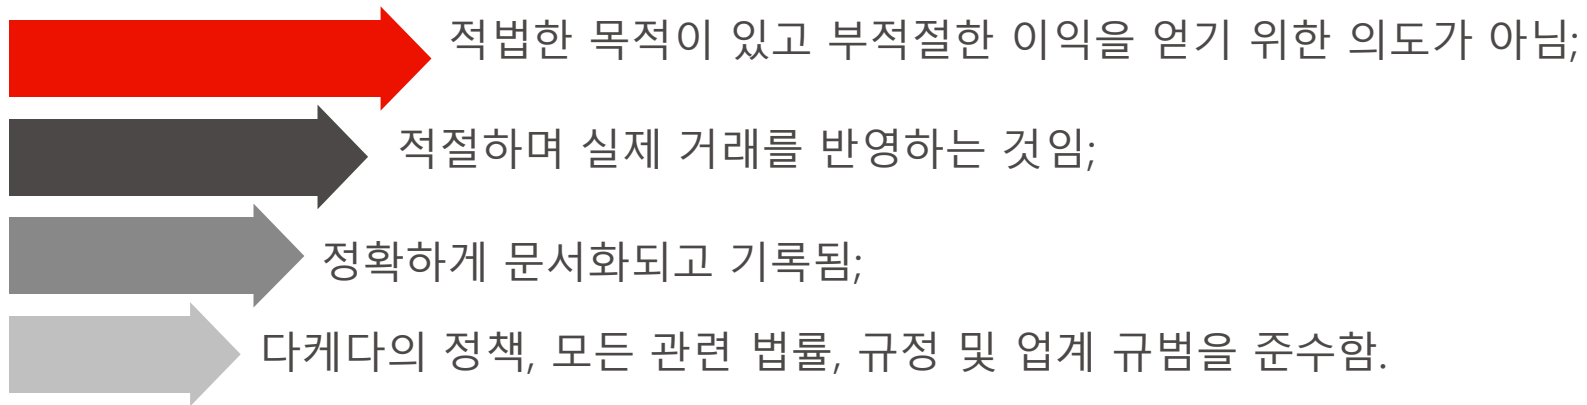 적법한 목적이 있고 부적절한 이익을 얻기 위한 의도가 아님;
적절하며 실제 거래를 반영하는 것임;
정확하게 문서화되고 기록됨;
다케다의 정책, 모든 관련 법률, 규정 및 업계 규범을 준수함.